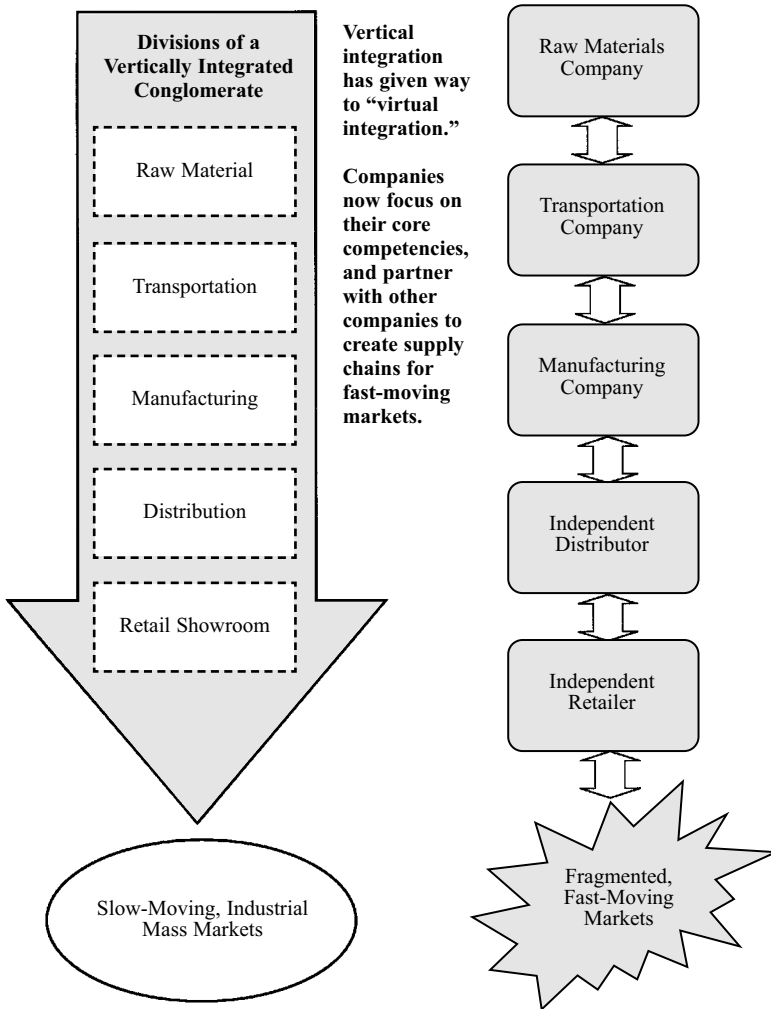 Divisions of a
Vertically Integrated
Conglomerate
Raw Material
Transportation
Manufacturing
Distribution
Retail Showroom
Slow-Moving, Industrial
Mass Markets
Vertical
integration
has given way
to “virtual
integration.”
Companies
now focus on
their core
competencies,
and partner
with other
companies to
create supply
chains for
fast-moving
markets.
Raw Materials
Company
Transportation
Company
Manufacturing
Company
Independent
Distributor
Independent
Retailer
Fragmented,
Fast-Moving
Markets